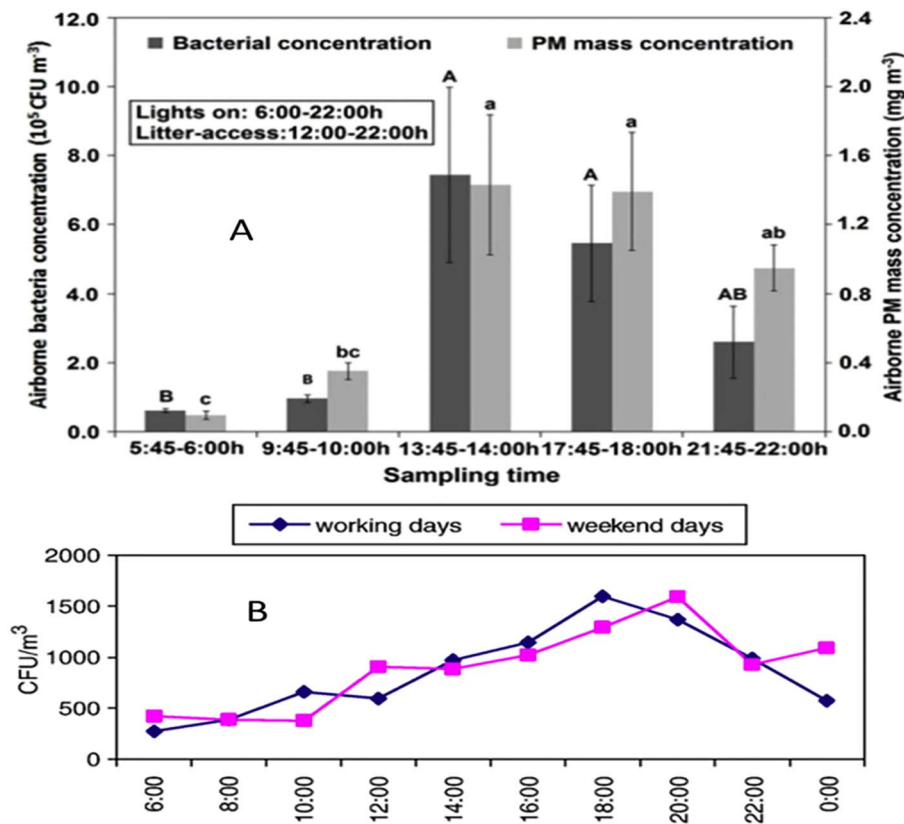 12.0
10.0
8.0
6.0
4.0
2.0
0.0
Airborne bacteria concentration (10⁵ CFU m⁻³)
2.4
2.0
1.6
1.2
0.8
0.4
0.0
Airborne PM mass concentration (mg m⁻³)
Bacterial concentration PM mass concentration
Lights on: 6:00-22:00h
Litter-access:12:00-22:00h
A
B c B bc A a A a AB ab
5:45-6:00h 9:45-10:00h 13:45-14:00h 17:45-18:00h 21:45-22:00h
Sampling time
working days weekend days
B
2000
1500
1000
500
0
CFU/m³
6:00 8:00 10:00 12:00 14:00 16:00 18:00 20:00 22:00 0:00